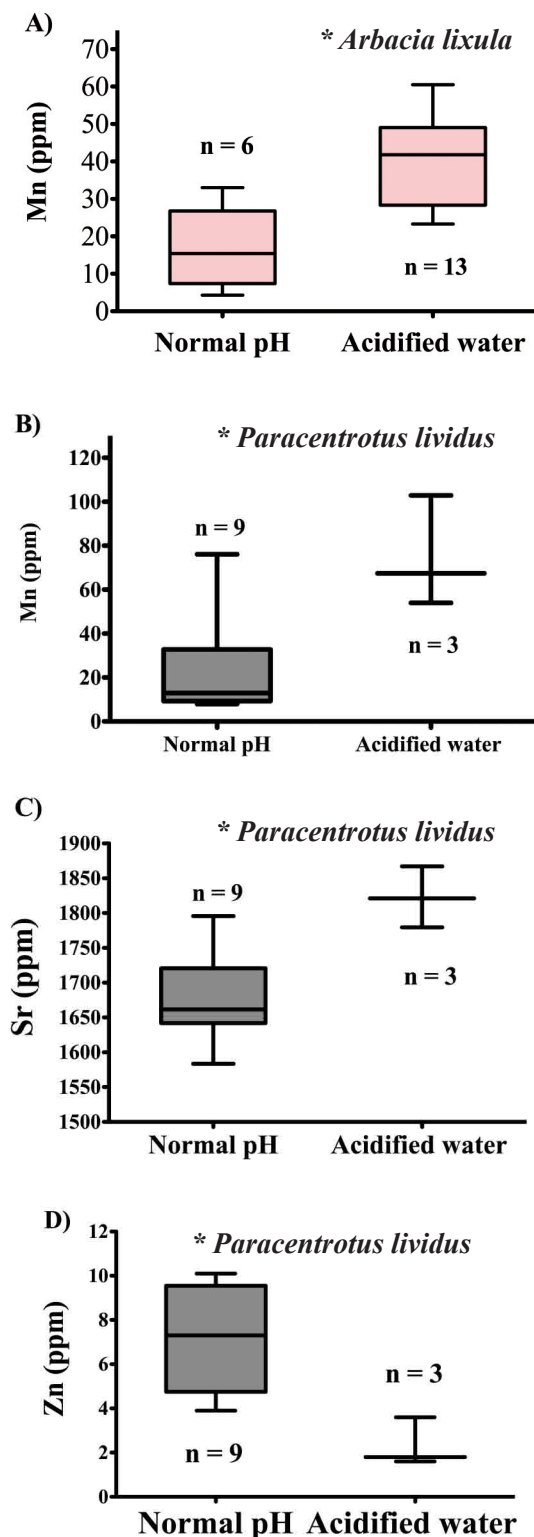 A)
* Arbacia lixula
Mn (ppm)
70
60
50
40
30
20
10
0
n = 6
n = 13
Normal pH Acidified water
B)
* Paracentrotus lividus
Mn (ppm)
120
100
80
60
40
20
0
n = 9
n = 3
Normal pH Acidified water
C)
* Paracentrotus lividus
Sr (ppm)
1900
1850
1800
1750
1700
1650
1600
1550
1500
n = 9
n = 3
Normal pH Acidified water
D)
* Paracentrotus lividus
Zn (ppm)
12
10
8
6
4
2
0
n = 3
n = 9
Normal pH Acidified water